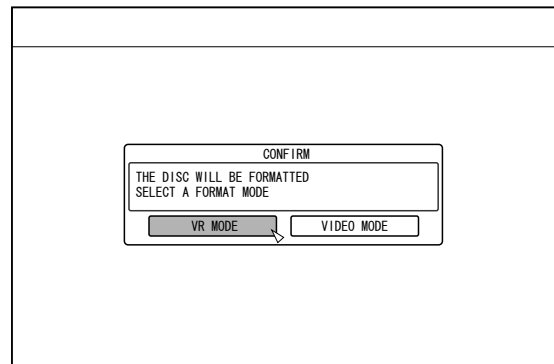 CONFIRM
THE DISC WILL BE FORMATTED
SELECT A FORMAT MODE
VR MODE VIDEO MODE